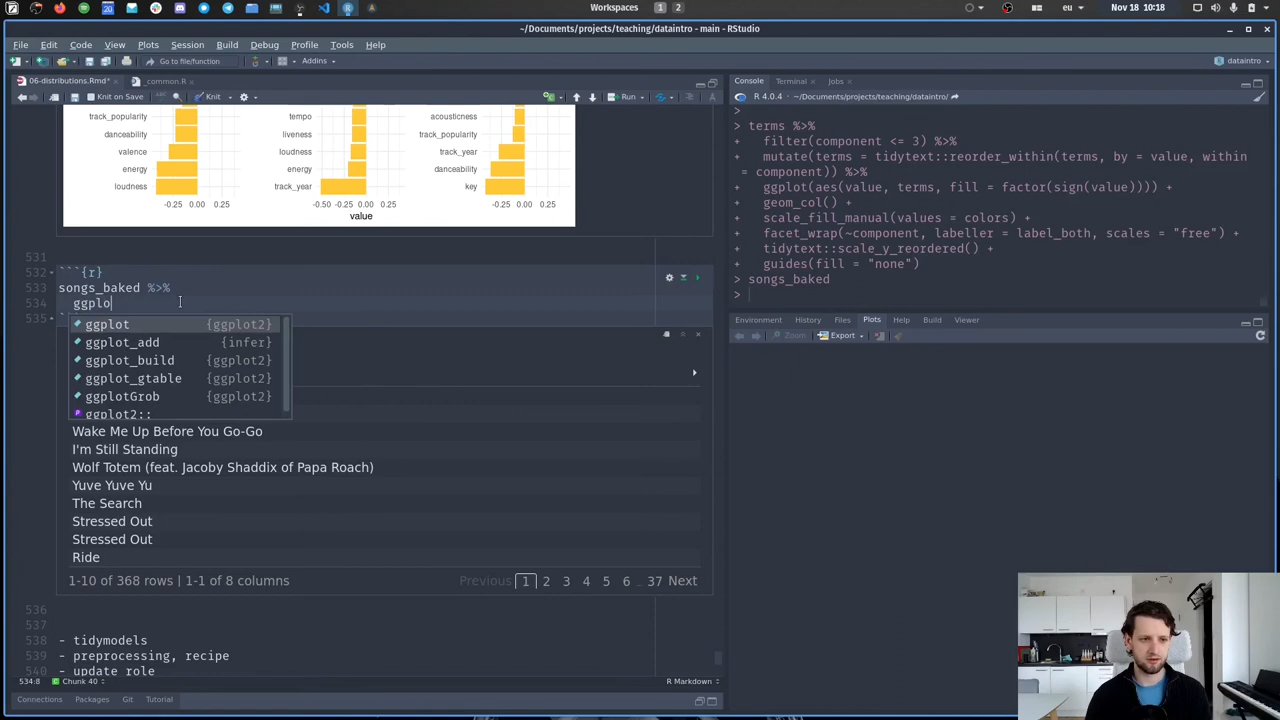 Workspaces 1 2
eu
Nov 18 10:18
~/Documents/projects/teaching/dataintro - main - RStudio
File Edit Code View Plots Session Build Debug Profile Tools Help
Go to file/function
Addins
dataintro
06-distributions.Rmd*
_common.R
Knit on Save
Knit
Run
track_popularity
danceability
valence
energy
loudness
-0.25 0.00 0.25
tempo
liveness
loudness
energy
track_year
-0.50 -0.25 0.00 0.25
value
acousticness
track_popularity
track_year
danceability
key
-0.25 0.00 0.25
531
532 ```{r}
533 songs_baked %>%
534 ggplo
535
ggplot {ggplot2}
ggplot_add {infer}
ggplot_build {ggplot2}
ggplot_gtable {ggplot2}
ggplotGrob {ggplot2}
ggplot2::
Wake Me Up Before You Go-Go
I'm Still Standing
Wolf Totem (feat. Jacoby Shaddix of Papa Roach)
Yuve Yuve Yu
The Search
Stressed Out
Stressed Out
Ride
1-10 of 368 rows | 1-1 of 8 columns
Previous 1 2 3 4 5 6 … 37 Next
536
537
538 - tidymodels
539 - preprocessing, recipe
540 - update role
534:8
Chunk 40
R Markdown
Connections Packages Git Tutorial
Console Terminal Jobs
R 4.0.4 · ~/Documents/projects/teaching/dataintro/
>
> terms %>%
+ filter(component <= 3) %>%
+ mutate(terms = tidytext::reorder_within(terms, by = value, within
= component)) %>%
+ ggplot(aes(value, terms, fill = factor(sign(value)))) +
+ geom_col() +
+ scale_fill_manual(values = colors) +
+ facet_wrap(~component, labeller = label_both, scales = "free") +
+ tidytext::scale_y_reordered() +
+ guides(fill = "none")
> songs_baked
>
Environment History Files Plots Help Build Viewer
Zoom
Export